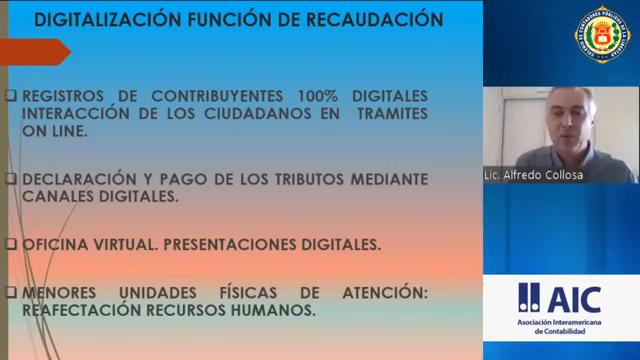 DIGITALIZACIÓN FUNCIÓN DE RECAUDACIÓN
REGISTROS DE CONTRIBUYENTES 100% DIGITALES
INTERACCIÓN DE LOS CIUDADANOS EN TRAMITES
ON LINE.
DECLARACIÓN Y PAGO DE LOS TRIBUTOS MEDIANTE
CANALES DIGITALES.
OFICINA VIRTUAL. PRESENTACIONES DIGITALES.
MENORES UNIDADES FÍSICAS DE ATENCIÓN:
REAFECTACIÓN RECURSOS HUMANOS.
Lic. Alfredo Collosa
AIC
Asociación Interamericana
de Contabilidad